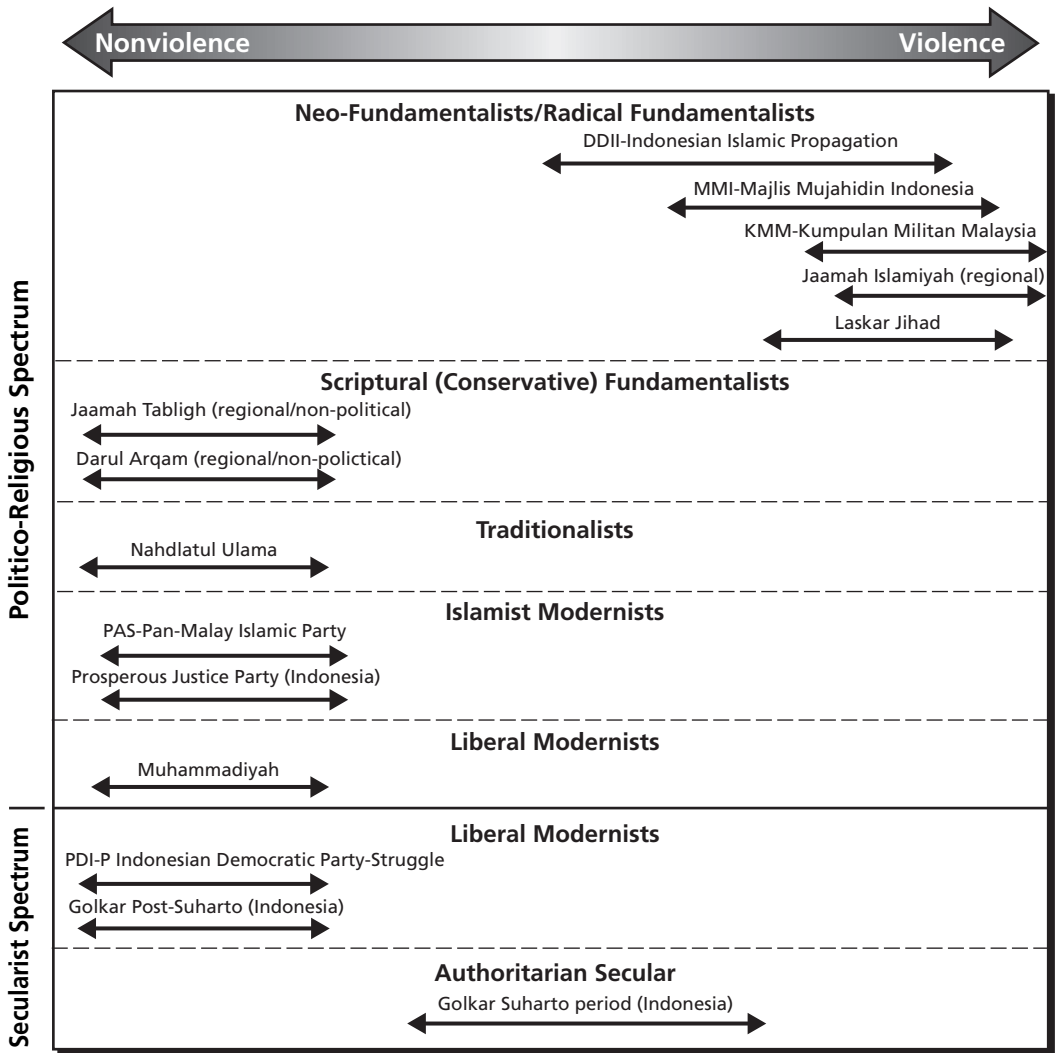 Nonviolence Violence
Politico-Religious Spectrum
Neo-Fundamentalists/Radical Fundamentalists
DDII-Indonesian Islamic Propagation
MMI-Majlis Mujahidin Indonesia
KMM-Kumpulan Militan Malaysia
Jaamah Islamiyah (regional)
Laskar Jihad
Scriptural (Conservative) Fundamentalists
Jaamah Tabligh (regional/non-political)
Darul Arqam (regional/non-polictical)
Traditionalists
Nahdlatul Ulama
Islamist Modernists
PAS-Pan-Malay Islamic Party
Prosperous Justice Party (Indonesia)
Liberal Modernists
Muhammadiyah
Secularist Spectrum
Liberal Modernists
PDI-P Indonesian Democratic Party-Struggle
Golkar Post-Suharto (Indonesia)
Authoritarian Secular
Golkar Suharto period (Indonesia)